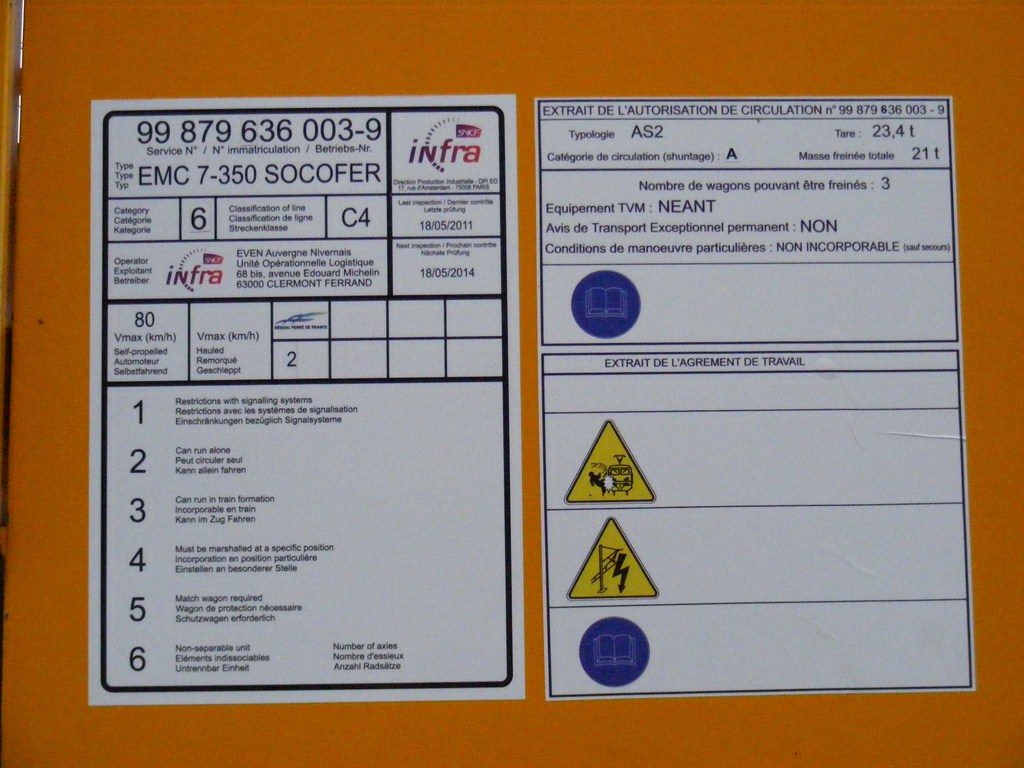 99 879 636 003-9
Service N° / N° immatriculation / Betriebs-Nr.
Type
Type
Typ
EMC 7-350 SOCOFER
SNCF
infra
Direction Production Industrielle - DPI EO
17, rue d'Amsterdam - 75008 PARIS
Category
Catégorie
Kategorie
6
Classification of line
Classification de ligne
Streckenklasse
C4
Last inspection / Dernier contrôle
Letzte prüfung
18/05/2011
Operator
Exploitant
Betreiber
SNCF
infra
EVEN Auvergne Nivernais
Unité Opérationnelle Logistique
68 bis, avenue Edouard Michelin
63000 CLERMONT FERRAND
Next inspection / Prochain contrôle
Nächste Prüfung
18/05/2014
80
Vmax (km/h)
Self-propelled
Automoteur
Selbstfahrend
Vmax (km/h)
Hauled
Remorqué
Geschleppt
RÉSEAU FERRÉ DE FRANCE
2
1
Restrictions with signalling systems
Restrictions avec les systèmes de signalisation
Einschränkungen bezüglich Signalsysteme
2
Can run alone
Peut circuler seul
Kann allein fahren
3
Can run in train formation
Incorporable en train
Kann im Zug Fahren
4
Must be marshalled at a specific position
Incorporation en position particulière
Einstellen an besonderer Stelle
5
Match wagon required
Wagon de protection nécessaire
Schutzwagen erforderlich
6
Non-separable unit
Eléments indissociables
Untrennbar Einheit
Number of axles
Nombre d'essieux
Anzahl Radsätze
EXTRAIT DE L'AUTORISATION DE CIRCULATION n° 99 879 636 003 - 9
Typologie AS2 Tare : 23,4 t
Catégorie de circulation (shuntage) : A Masse freinée totale 21 t
Nombre de wagons pouvant être freinés : 3
Equipement TVM : NEANT
Avis de Transport Exceptionnel permanent : NON
Conditions de manoeuvre particulières : NON INCORPORABLE (sauf secours)
EXTRAIT DE L'AGREMENT DE TRAVAIL